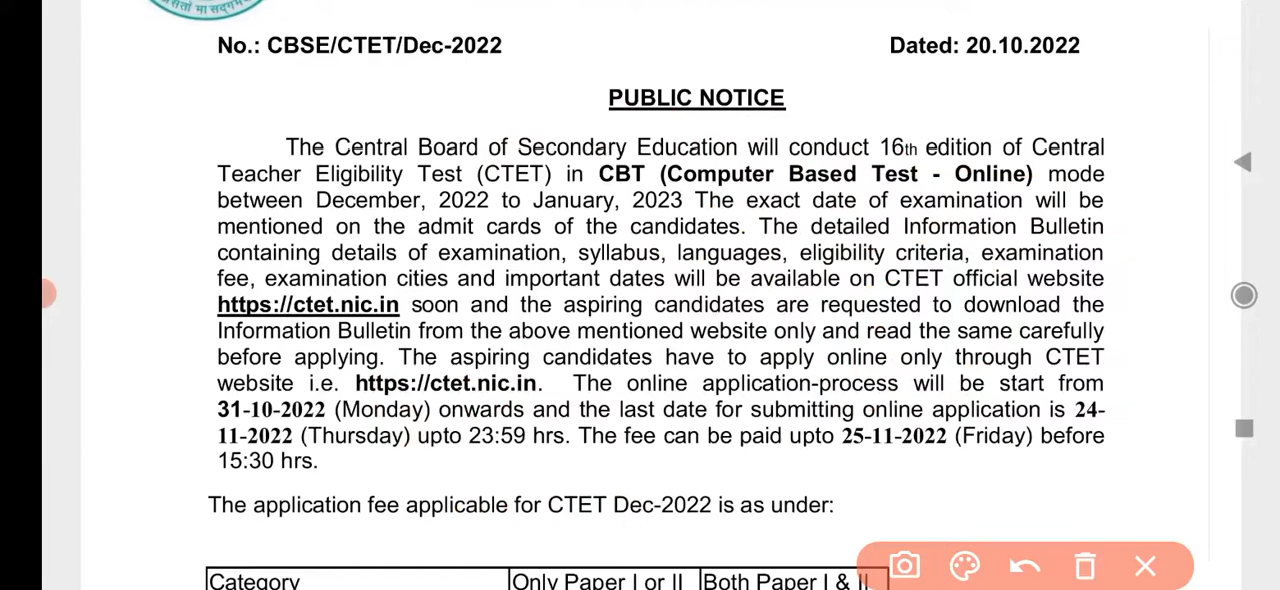 सतो मा सद्गम
No.: CBSE/CTET/Dec-2022 Dated: 20.10.2022
PUBLIC NOTICE
The Central Board of Secondary Education will conduct 16th edition of Central
Teacher Eligibility Test (CTET) in CBT (Computer Based Test - Online) mode
between December, 2022 to January, 2023 The exact date of examination will be
mentioned on the admit cards of the candidates. The detailed Information Bulletin
containing details of examination, syllabus, languages, eligibility criteria, examination
fee, examination cities and important dates will be available on CTET official website
https://ctet.nic.in soon and the aspiring candidates are requested to download the
Information Bulletin from the above mentioned website only and read the same carefully
before applying. The aspiring candidates have to apply online only through CTET
website i.e. https://ctet.nic.in. The online application-process will be start from
31-10-2022 (Monday) onwards and the last date for submitting online application is 24-
11-2022 (Thursday) upto 23:59 hrs. The fee can be paid upto 25-11-2022 (Friday) before
15:30 hrs.
The application fee applicable for CTET Dec-2022 is as under:
Category Only Paper I or II Both Paper I & II